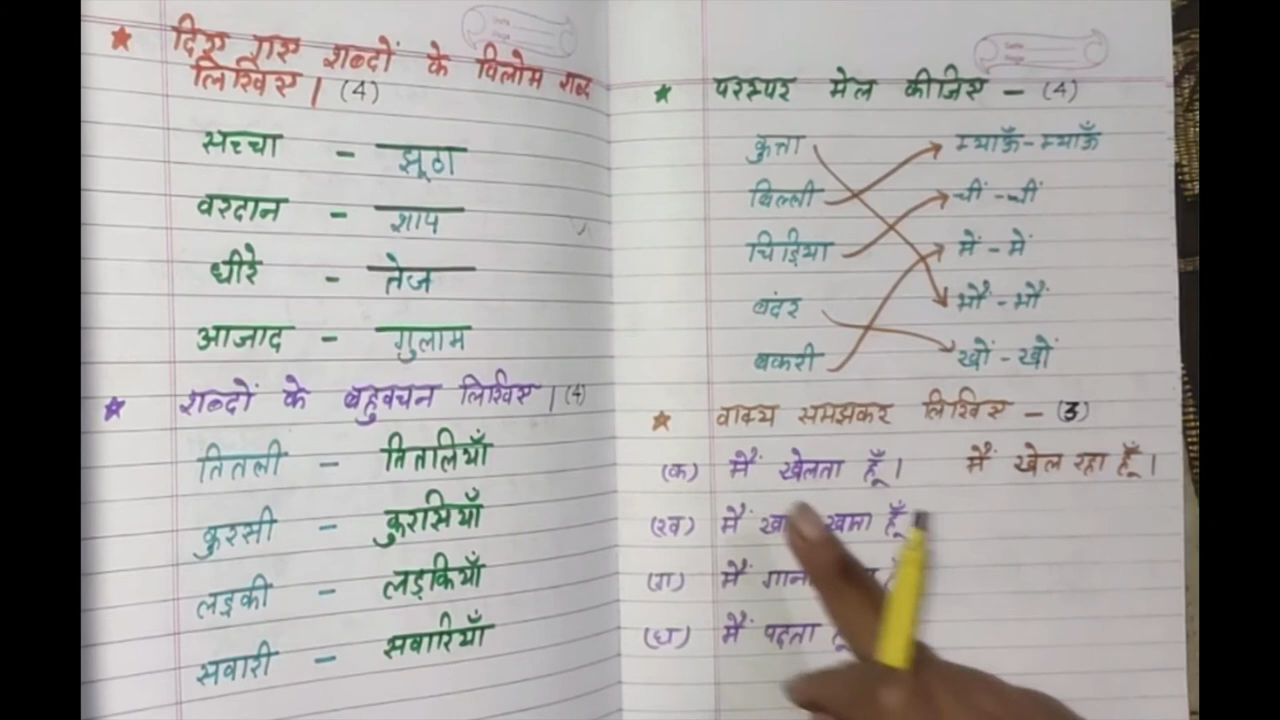 दिए गए शब्दों के विलोम शब्द
लिखिए। (4)
सच्चा - झूठा
वरदान - शाप
धीरे - तेज
आजाद - गुलाम
शब्दों के बहुवचन लिखिए। (4)
तितली - तितलियाँ
कुरसी - कुरसियाँ
लड़की - लड़कियाँ
सवारी - सवारियाँ
परस्पर मेल कीजिए - (4)
कुत्ता म्याऊँ-म्याऊँ
बिल्ली चीं-चीं
चिड़िया में-में
बंदर भौं-भौं
बकरी खों-खों
वाक्य समझकर लिखिए - (3)
(क) मैं खेलता हूँ। मैं खेल रहा हूँ।
(ख) मैं हूँ
(ग) मैं
(घ) मैं पढ़ता